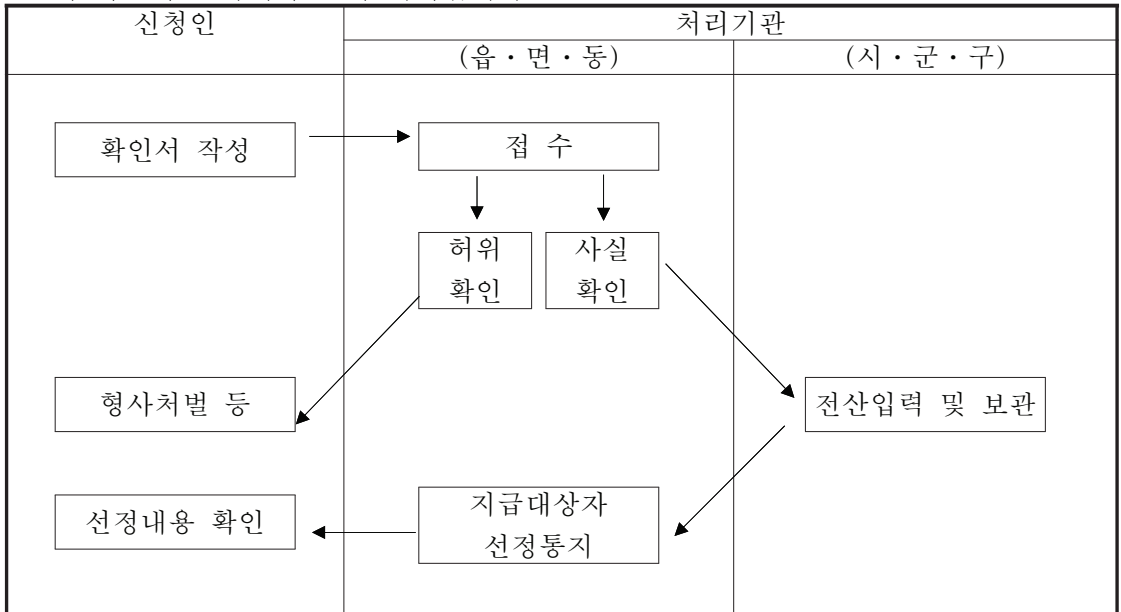 신청인
처리기관
(읍·면·동)
(시·군·구)
확인서 작성
접 수
허위
확인
사실
확인
형사처벌 등
전산입력 및 보관
선정내용 확인
지급대상자
선정통지